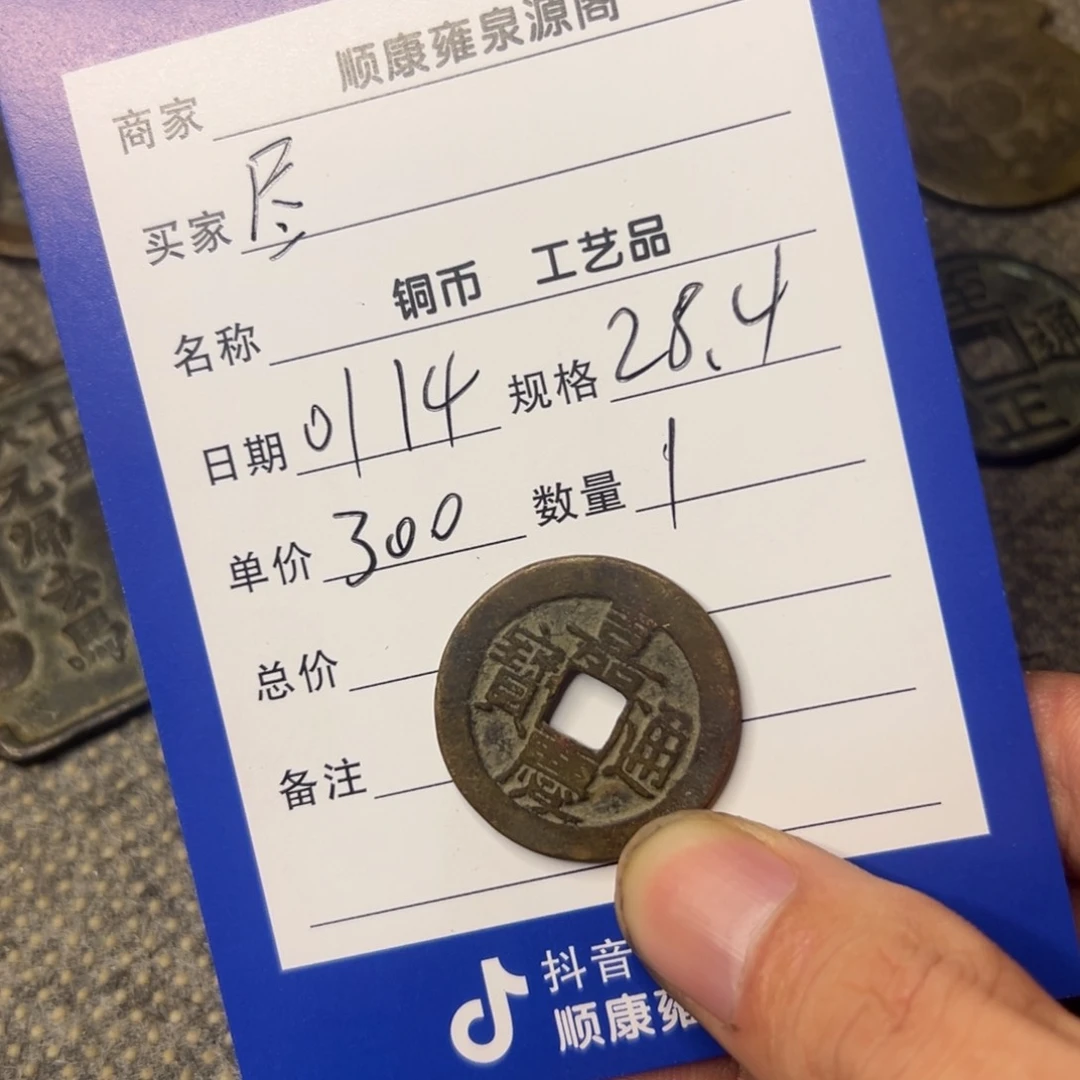 商家 顺康雍泉源阁
买家 尽
名称 铜币 工艺品
日期 0114 规格 28.4
单价 300 数量 1
总价
备注
嘉慶通寶
抖音
顺康雍